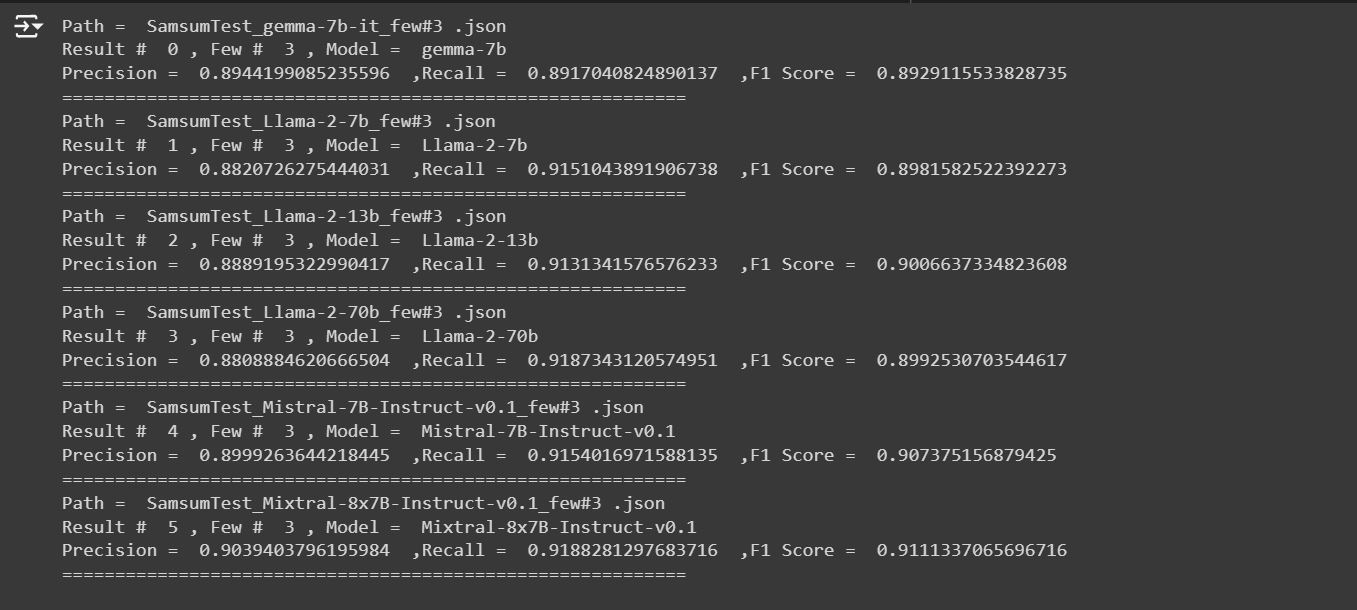 Path =  SamsumTest_gemma-7b-it_few#3 .json
Result #  0 , Few #  3 , Model =  gemma-7b
Precision =  0.8944199085235596  ,Recall =  0.8917040824890137  ,F1 Score =  0.8929115533828735
===========================================================
Path =  SamsumTest_Llama-2-7b_few#3 .json
Result #  1 , Few #  3 , Model =  Llama-2-7b
Precision =  0.8820726275444031  ,Recall =  0.9151043891906738  ,F1 Score =  0.8981582522392273
===========================================================
Path =  SamsumTest_Llama-2-13b_few#3 .json
Result #  2 , Few #  3 , Model =  Llama-2-13b
Precision =  0.8889195322990417  ,Recall =  0.9131341576576233  ,F1 Score =  0.9006637334823608
===========================================================
Path =  SamsumTest_Llama-2-70b_few#3 .json
Result #  3 , Few #  3 , Model =  Llama-2-70b
Precision =  0.8808884620666504  ,Recall =  0.9187343120574951  ,F1 Score =  0.8992530703544617
===========================================================
Path =  SamsumTest_Mistral-7B-Instruct-v0.1_few#3 .json
Result #  4 , Few #  3 , Model =  Mistral-7B-Instruct-v0.1
Precision =  0.8999263644218445  ,Recall =  0.9154016971588135  ,F1 Score =  0.907375156879425
===========================================================
Path =  SamsumTest_Mixtral-8x7B-Instruct-v0.1_few#3 .json
Result #  5 , Few #  3 , Model =  Mixtral-8x7B-Instruct-v0.1
Precision =  0.9039403796195984  ,Recall =  0.9188281297683716  ,F1 Score =  0.9111337065696716
===========================================================